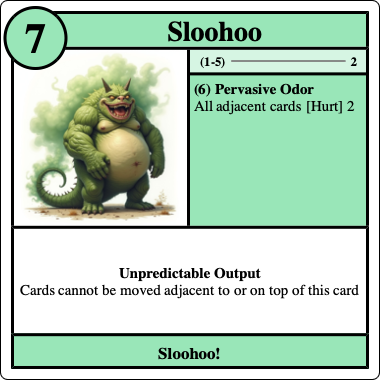 7
Sloohoo
(1-5) 2
(6) Pervasive Odor
All adjacent cards [Hurt] 2
Unpredictable Output
Cards cannot be moved adjacent to or on top of this card
Sloohoo!